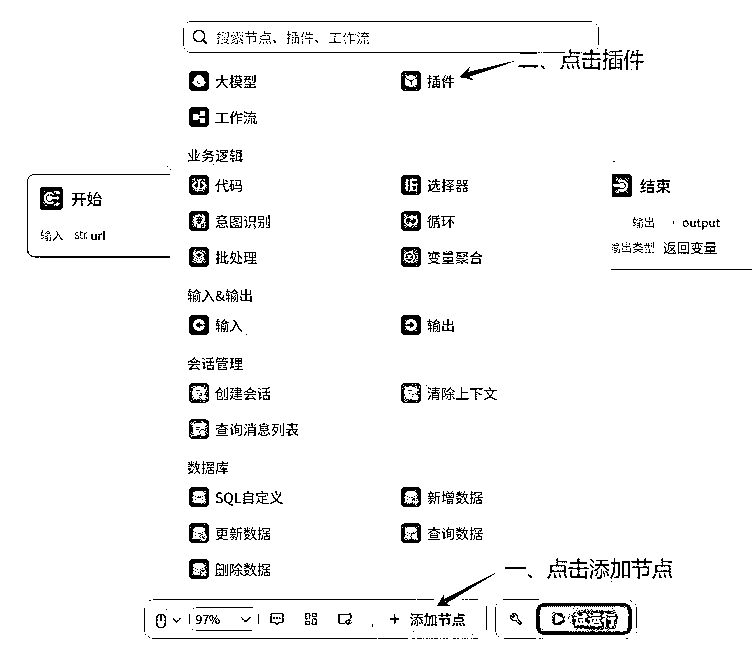 搜索节点、插件、工作流
二、点击插件
大模型
插件
工作流
业务逻辑
代码
选择器
意图识别
循环
批处理
变量聚合
输入&输出
输入
输出
会话管理
创建会话
清除上下文
查询消息列表
数据库
SQL自定义
新增数据
更新数据
查询数据
删除数据
开始
输入 str. url
结束
输出 output
输出类型 返回变量
一、点击添加节点
97%
+ 添加节点
试运行